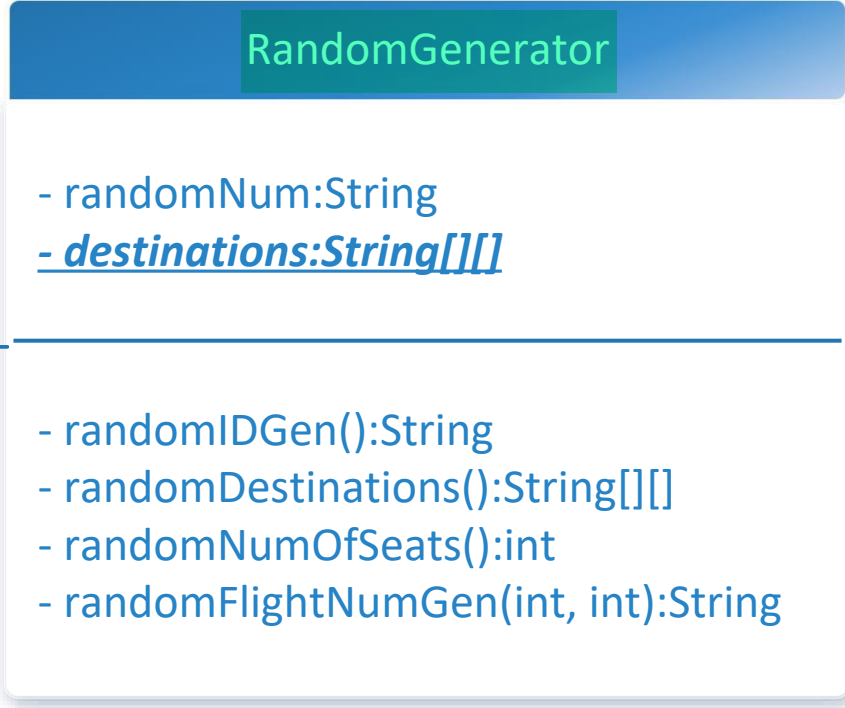 RandomGenerator
- randomNum:String
- destinations:String[][]
- randomIDGen():String
- randomDestinations():String[][]
- randomNumOfSeats():int
- randomFlightNumGen(int, int):String